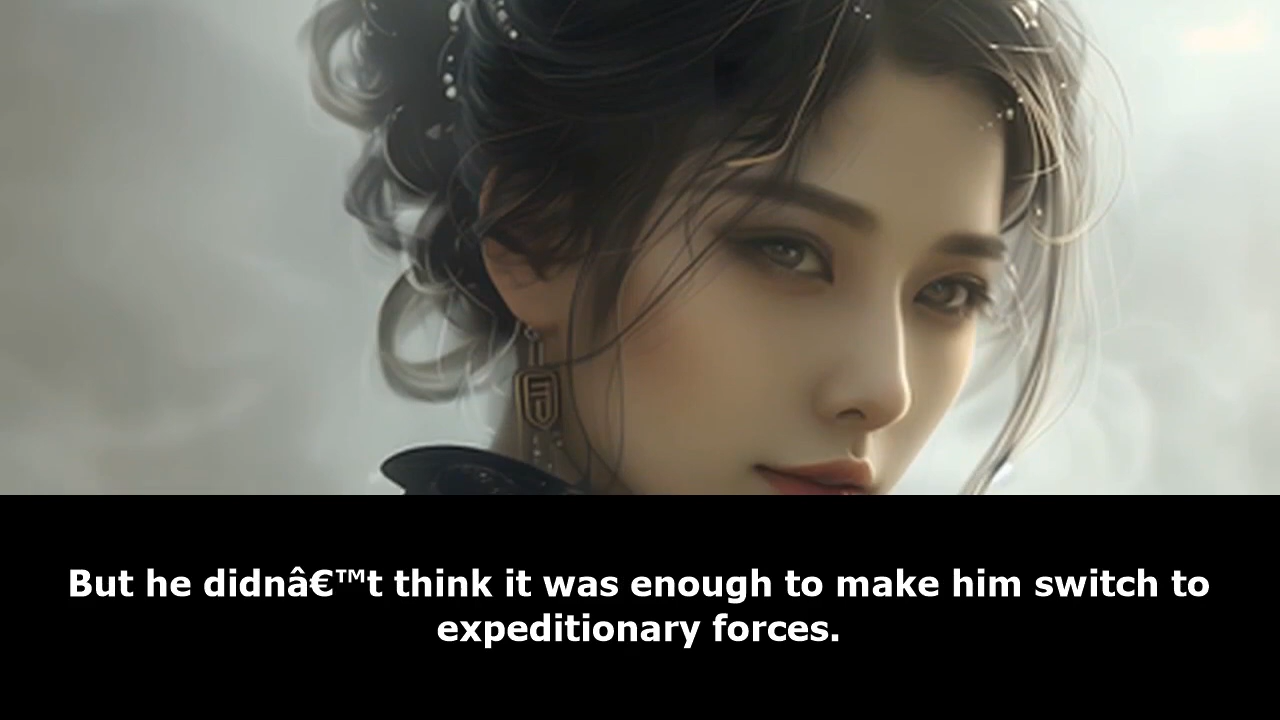 But he didnâ€™t think it was enough to make him switch to
expeditionary forces.